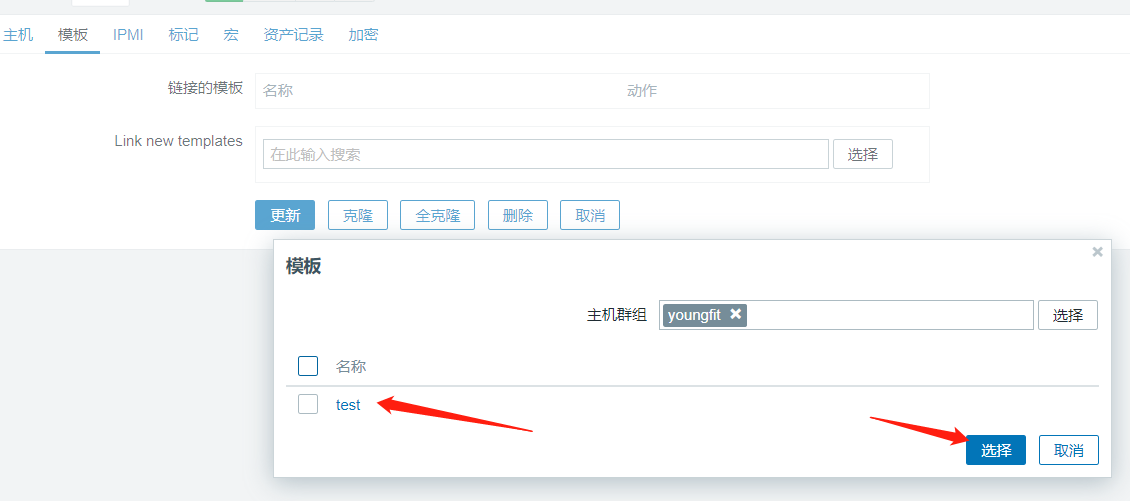 主机 模板 IPMI 标记 宏 资产记录 加密
链接的模板 名称 动作
Link new templates 在此输入搜索 选择
更新 克隆 全克隆 删除 取消
模板
主机群组 youngfit 选择
名称
test
选择 取消